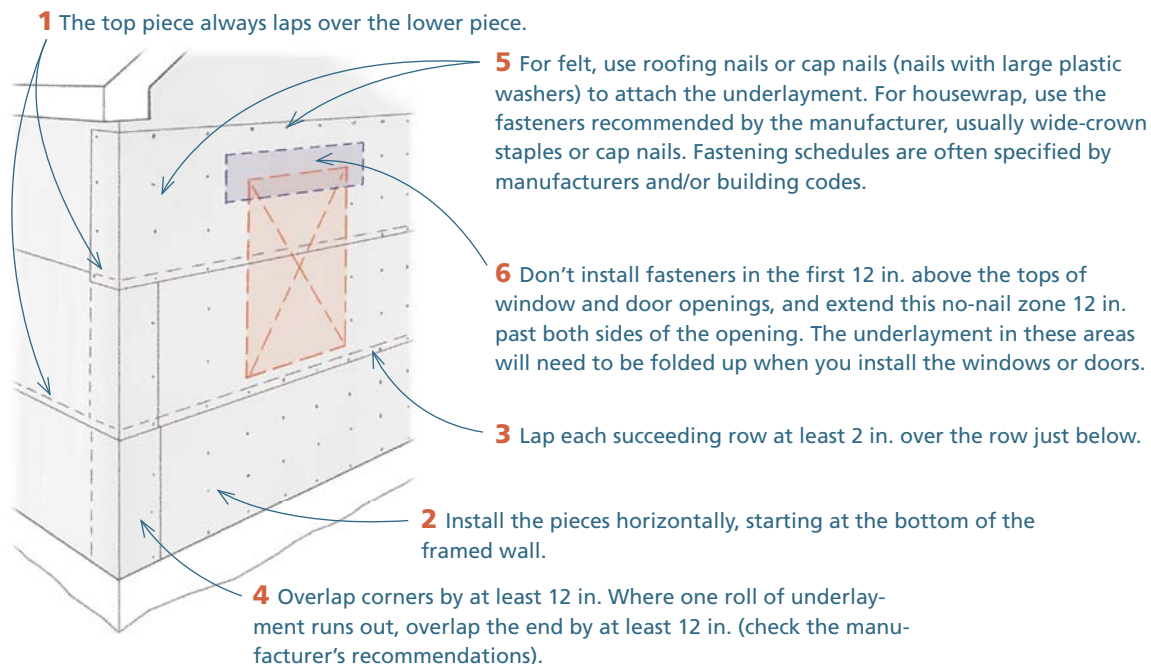 1 The top piece always laps over the lower piece.
5 For felt, use roofing nails or cap nails (nails with large plastic
washers) to attach the underlayment. For housewrap, use the
fasteners recommended by the manufacturer, usually wide-crown
staples or cap nails. Fastening schedules are often specified by
manufacturers and/or building codes.
6 Don’t install fasteners in the first 12 in. above the tops of
window and door openings, and extend this no-nail zone 12 in.
past both sides of the opening. The underlayment in these areas
will need to be folded up when you install the windows or doors.
3 Lap each succeeding row at least 2 in. over the row just below.
2 Install the pieces horizontally, starting at the bottom of the
framed wall.
4 Overlap corners by at least 12 in. Where one roll of underlay-
ment runs out, overlap the end by at least 12 in. (check the manu-
facturer’s recommendations).